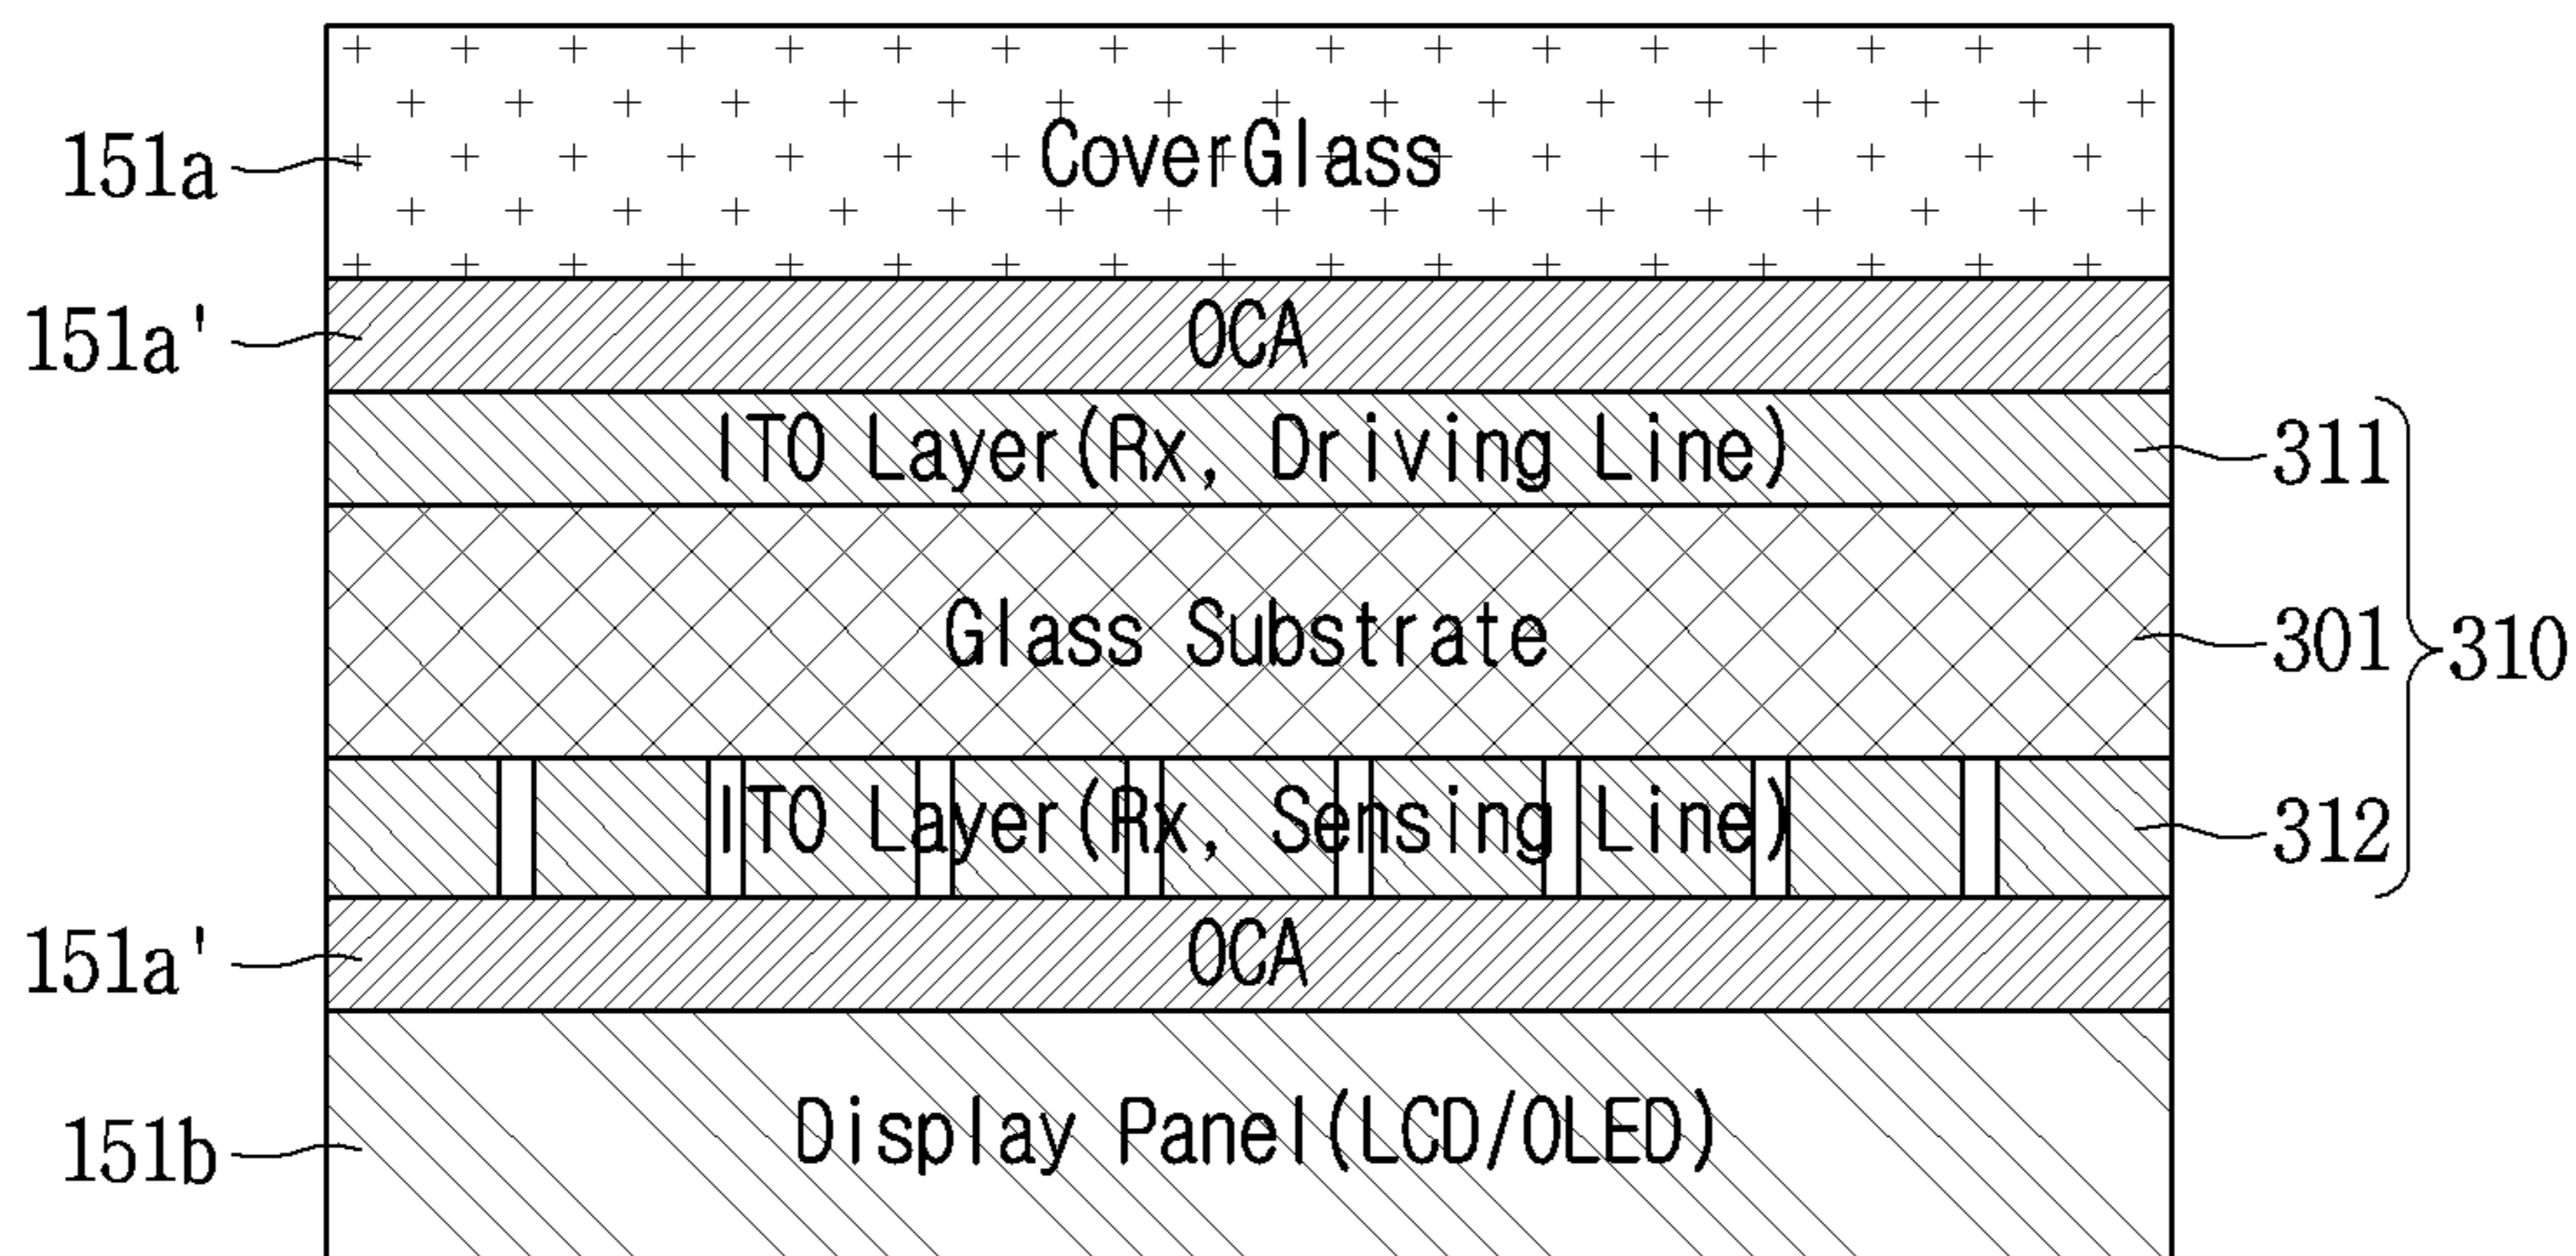 151a CoverGlass
151a' OCA
ITO Layer(Rx, Driving Line) 311
Glass Substrate 301 310
ITO Layer(Rx, Sensing Line) 312
151a' OCA
151b Display Panel(LCD/OLED)